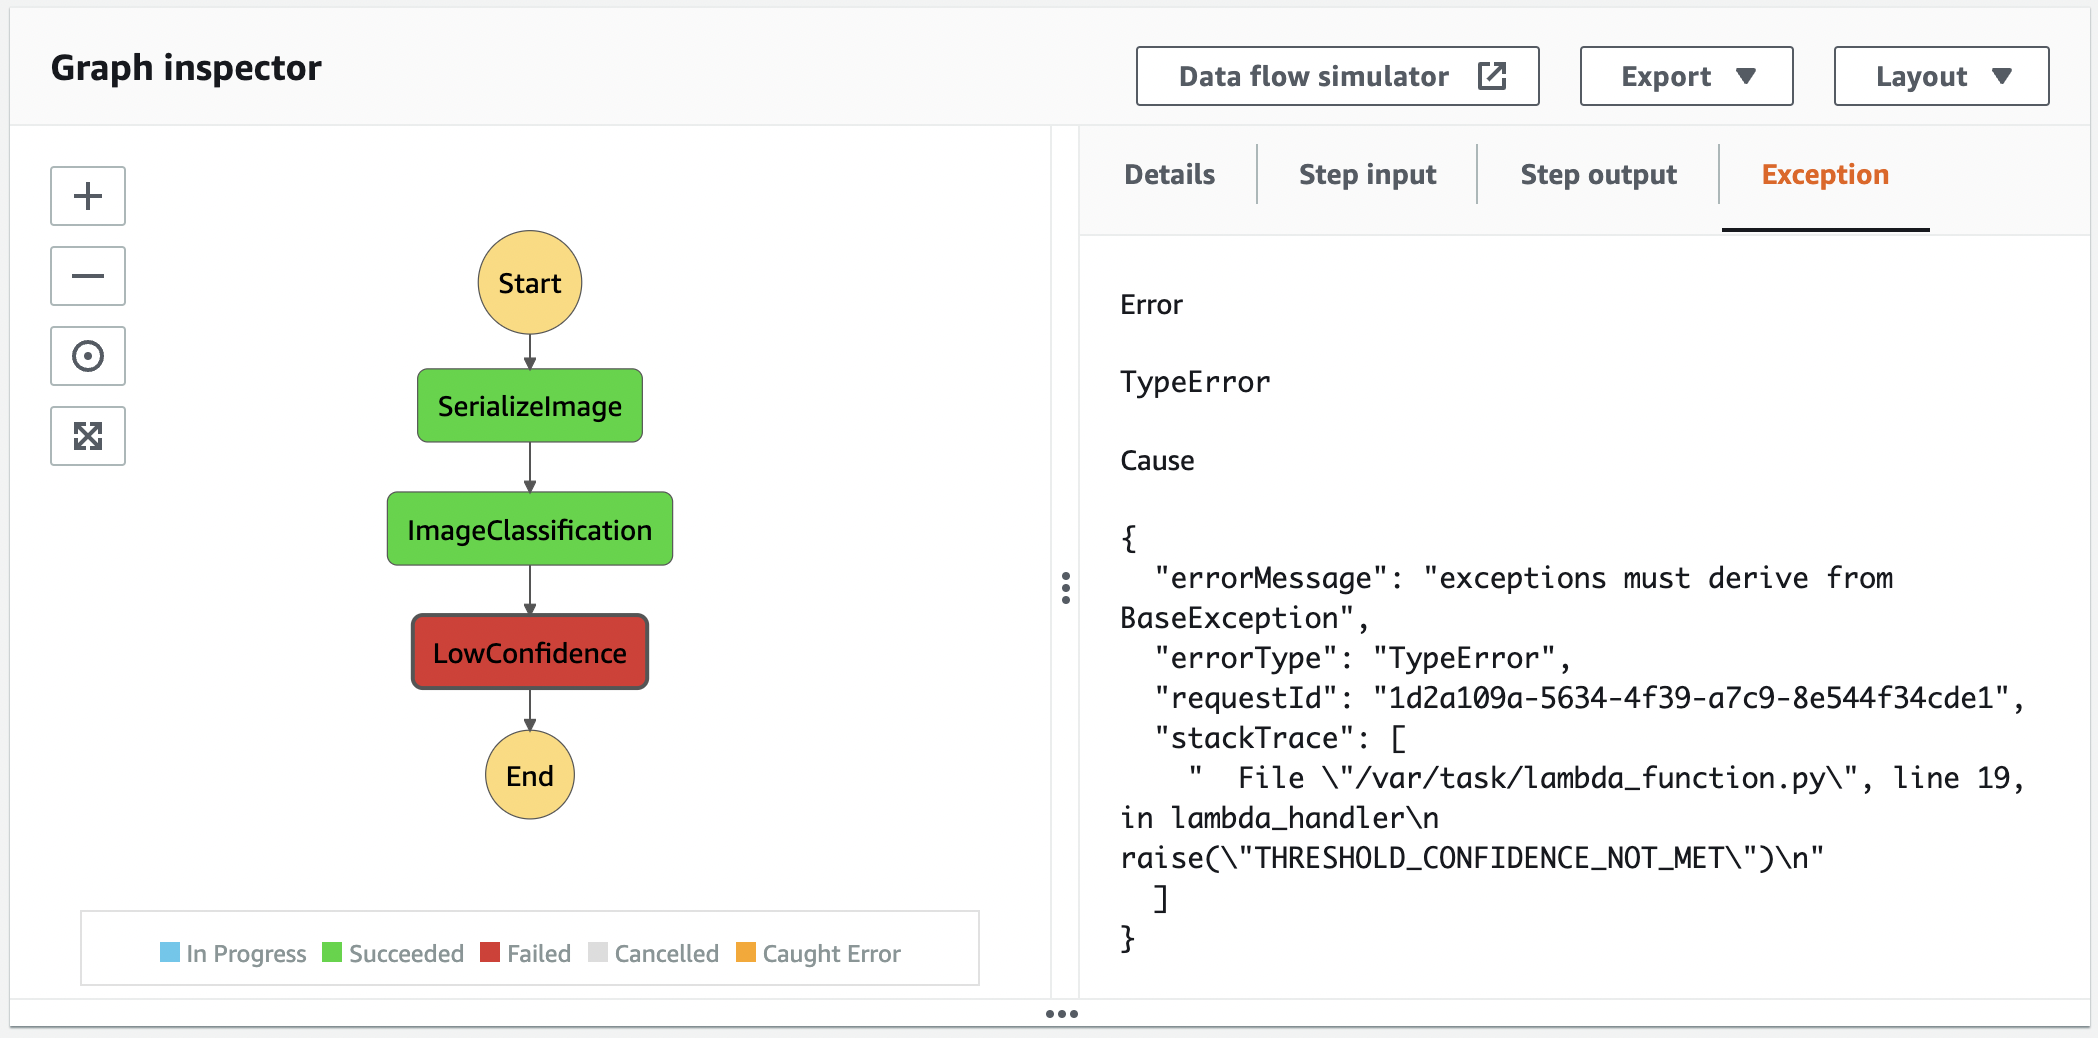 Graph inspector
Data flow simulator
Export
Layout
Details
Step input
Step output
Exception
Start
SerializeImage
ImageClassification
LowConfidence
End
In Progress
Succeeded
Failed
Cancelled
Caught Error
Error
TypeError
Cause
{
  "errorMessage": "exceptions must derive from
BaseException",
  "errorType": "TypeError",
  "requestId": "1d2a109a-5634-4f39-a7c9-8e544f34cde1",
  "stackTrace": [
    "  File \"/var/task/lambda_function.py\", line 19,
in lambda_handler\n
raise(\"THRESHOLD_CONFIDENCE_NOT_MET\")\n"
  ]
}